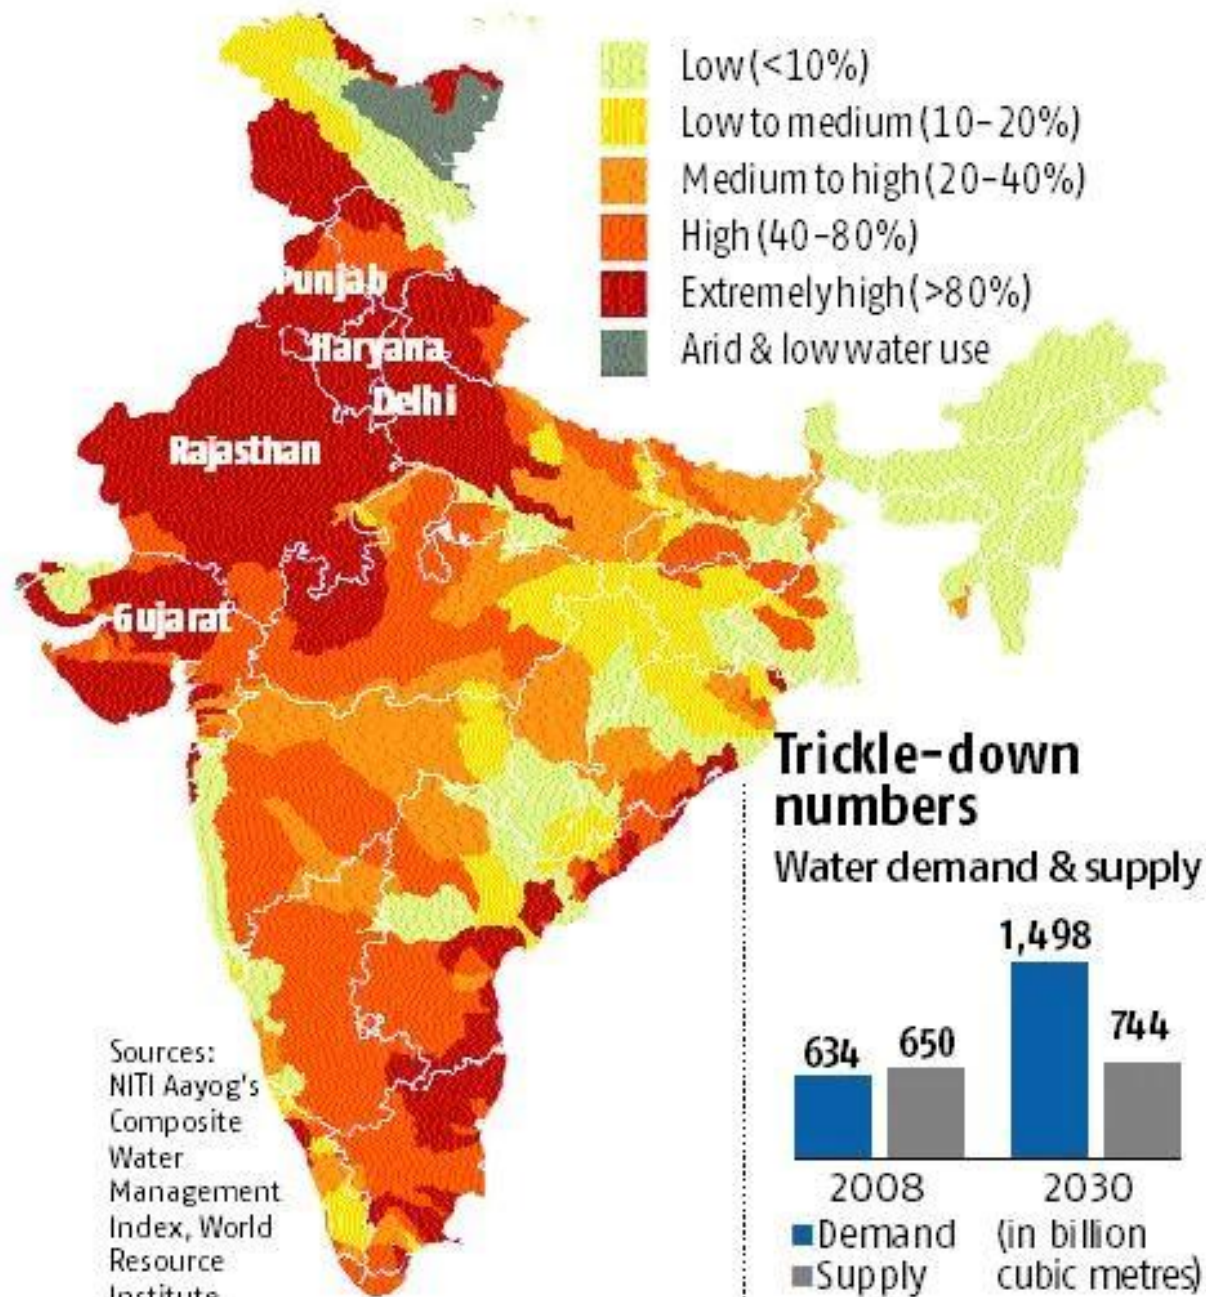 Low (<10%)
Low to medium (10–20%)
Medium to high (20–40%)
High (40–80%)
Extremely high (>80%)
Arid & low water use
Punjab
Haryana
Delhi
Rajasthan
Gujarat
Trickle-down
numbers
Water demand & supply
1,498
744
634
650
2008
2030
Demand
Supply
(in billion
cubic metres)
Sources:
NITI Aayog's
Composite
Water
Management
Index, World
Resource
Institute